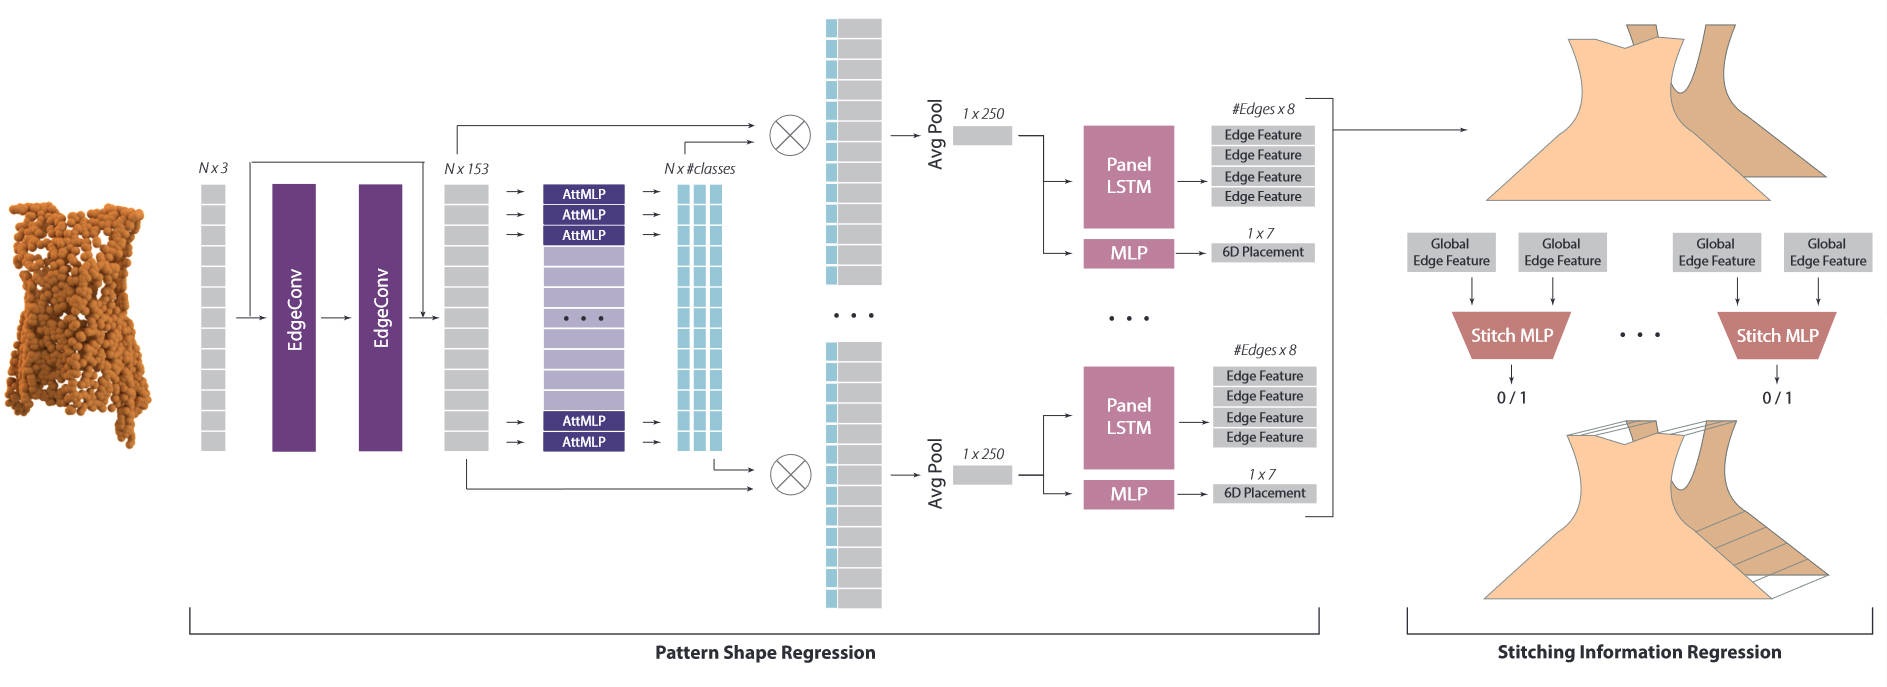 N x 3
EdgeConv
EdgeConv
N x 153
AttMLP
AttMLP
AttMLP
• • •
AttMLP
AttMLP
N x #classes
• • •
Avg Pool
1 x 250
Panel
LSTM
MLP
#Edges x 8
Edge Feature
Edge Feature
Edge Feature
Edge Feature
1 x 7
6D Placement
• • •
Avg Pool
1 x 250
Panel
LSTM
MLP
#Edges x 8
Edge Feature
Edge Feature
Edge Feature
Edge Feature
1 x 7
6D Placement
Global
Edge Feature
Global
Edge Feature
Global
Edge Feature
Global
Edge Feature
Stitch MLP
• • •
Stitch MLP
0 / 1
0 / 1
Pattern Shape Regression
Stitching Information Regression